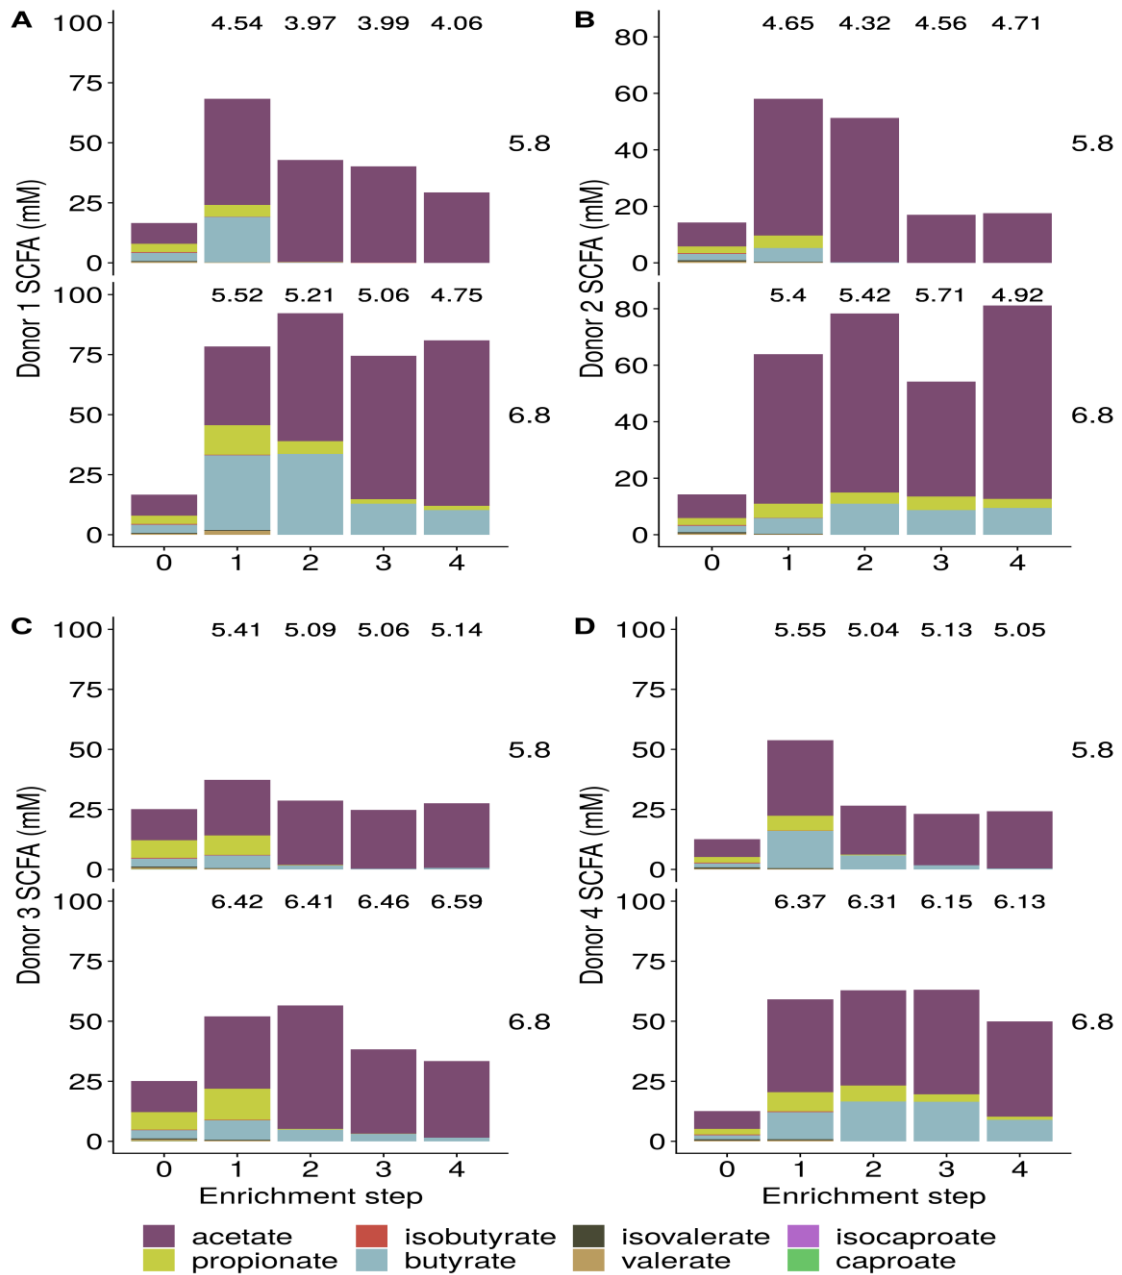 A
100
75
50
25
0
4.54 3.97 3.99 4.06
5.8
Donor 1 SCFA (mM)
100
75
50
25
0
5.52 5.21 5.06 4.75
6.8
0 1 2 3 4
B
80
60
40
20
0
4.65 4.32 4.56 4.71
5.8
Donor 2 SCFA (mM)
80
60
40
20
0
5.4 5.42 5.71 4.92
6.8
0 1 2 3 4
C
100
75
50
25
0
5.41 5.09 5.06 5.14
5.8
Donor 3 SCFA (mM)
100
75
50
25
0
6.42 6.41 6.46 6.59
6.8
0 1 2 3 4
Enrichment step
D
100
75
50
25
0
5.55 5.04 5.13 5.05
5.8
Donor 4 SCFA (mM)
100
75
50
25
0
6.37 6.31 6.15 6.13
6.8
0 1 2 3 4
Enrichment step
acetate isobutyrate isovalerate isocaproate
propionate butyrate valerate caproate